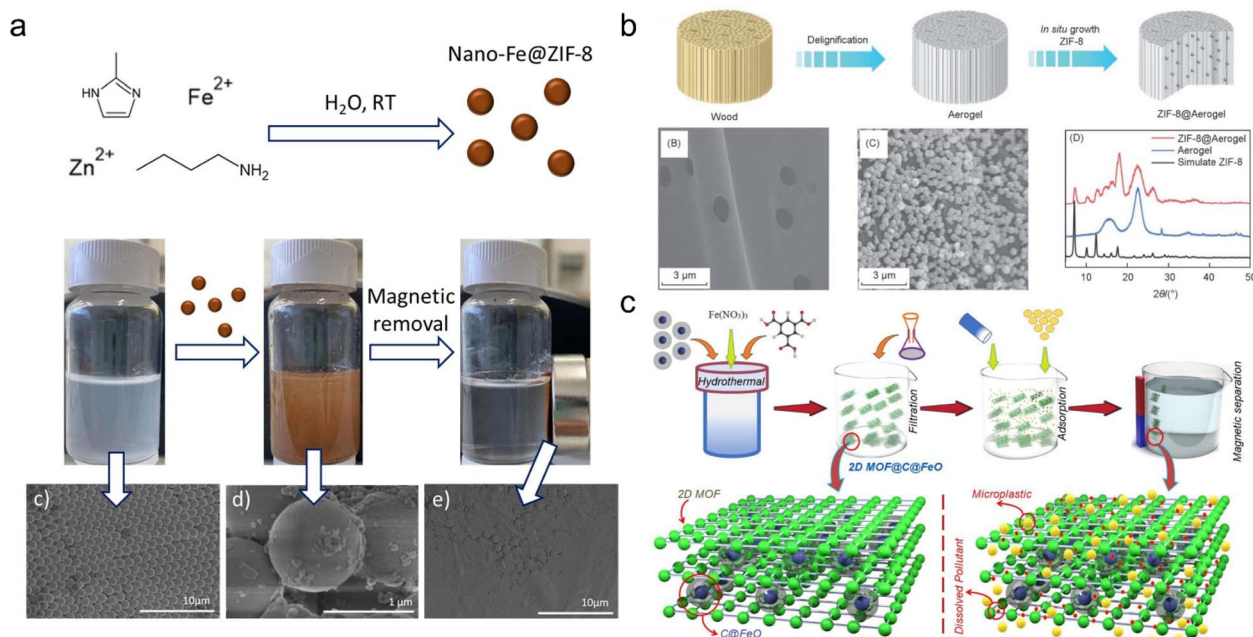 a
HN
N
Fe2+
Zn2+
NH2
H2O, RT
Nano-Fe@ZIF-8
Magnetic
removal
c)
10μm
d)
1 μm
e)
10μm
b
Delignification
In situ growth
ZIF-8
Wood
Aerogel
ZIF-8@Aerogel
(B)
3 μm
(C)
3 μm
(D)
ZIF-8@Aerogel
Aerogel
Simulate ZIF-8
10 20 30 40 50
2θ/(°)
c
Fe(NO3)3
Hydrothermal
Filtration
Adsorption
Magnetic separation
2D MOF@C@FeO
2D MOF
C@FeO
Microplastic
Dissolved Pollutant